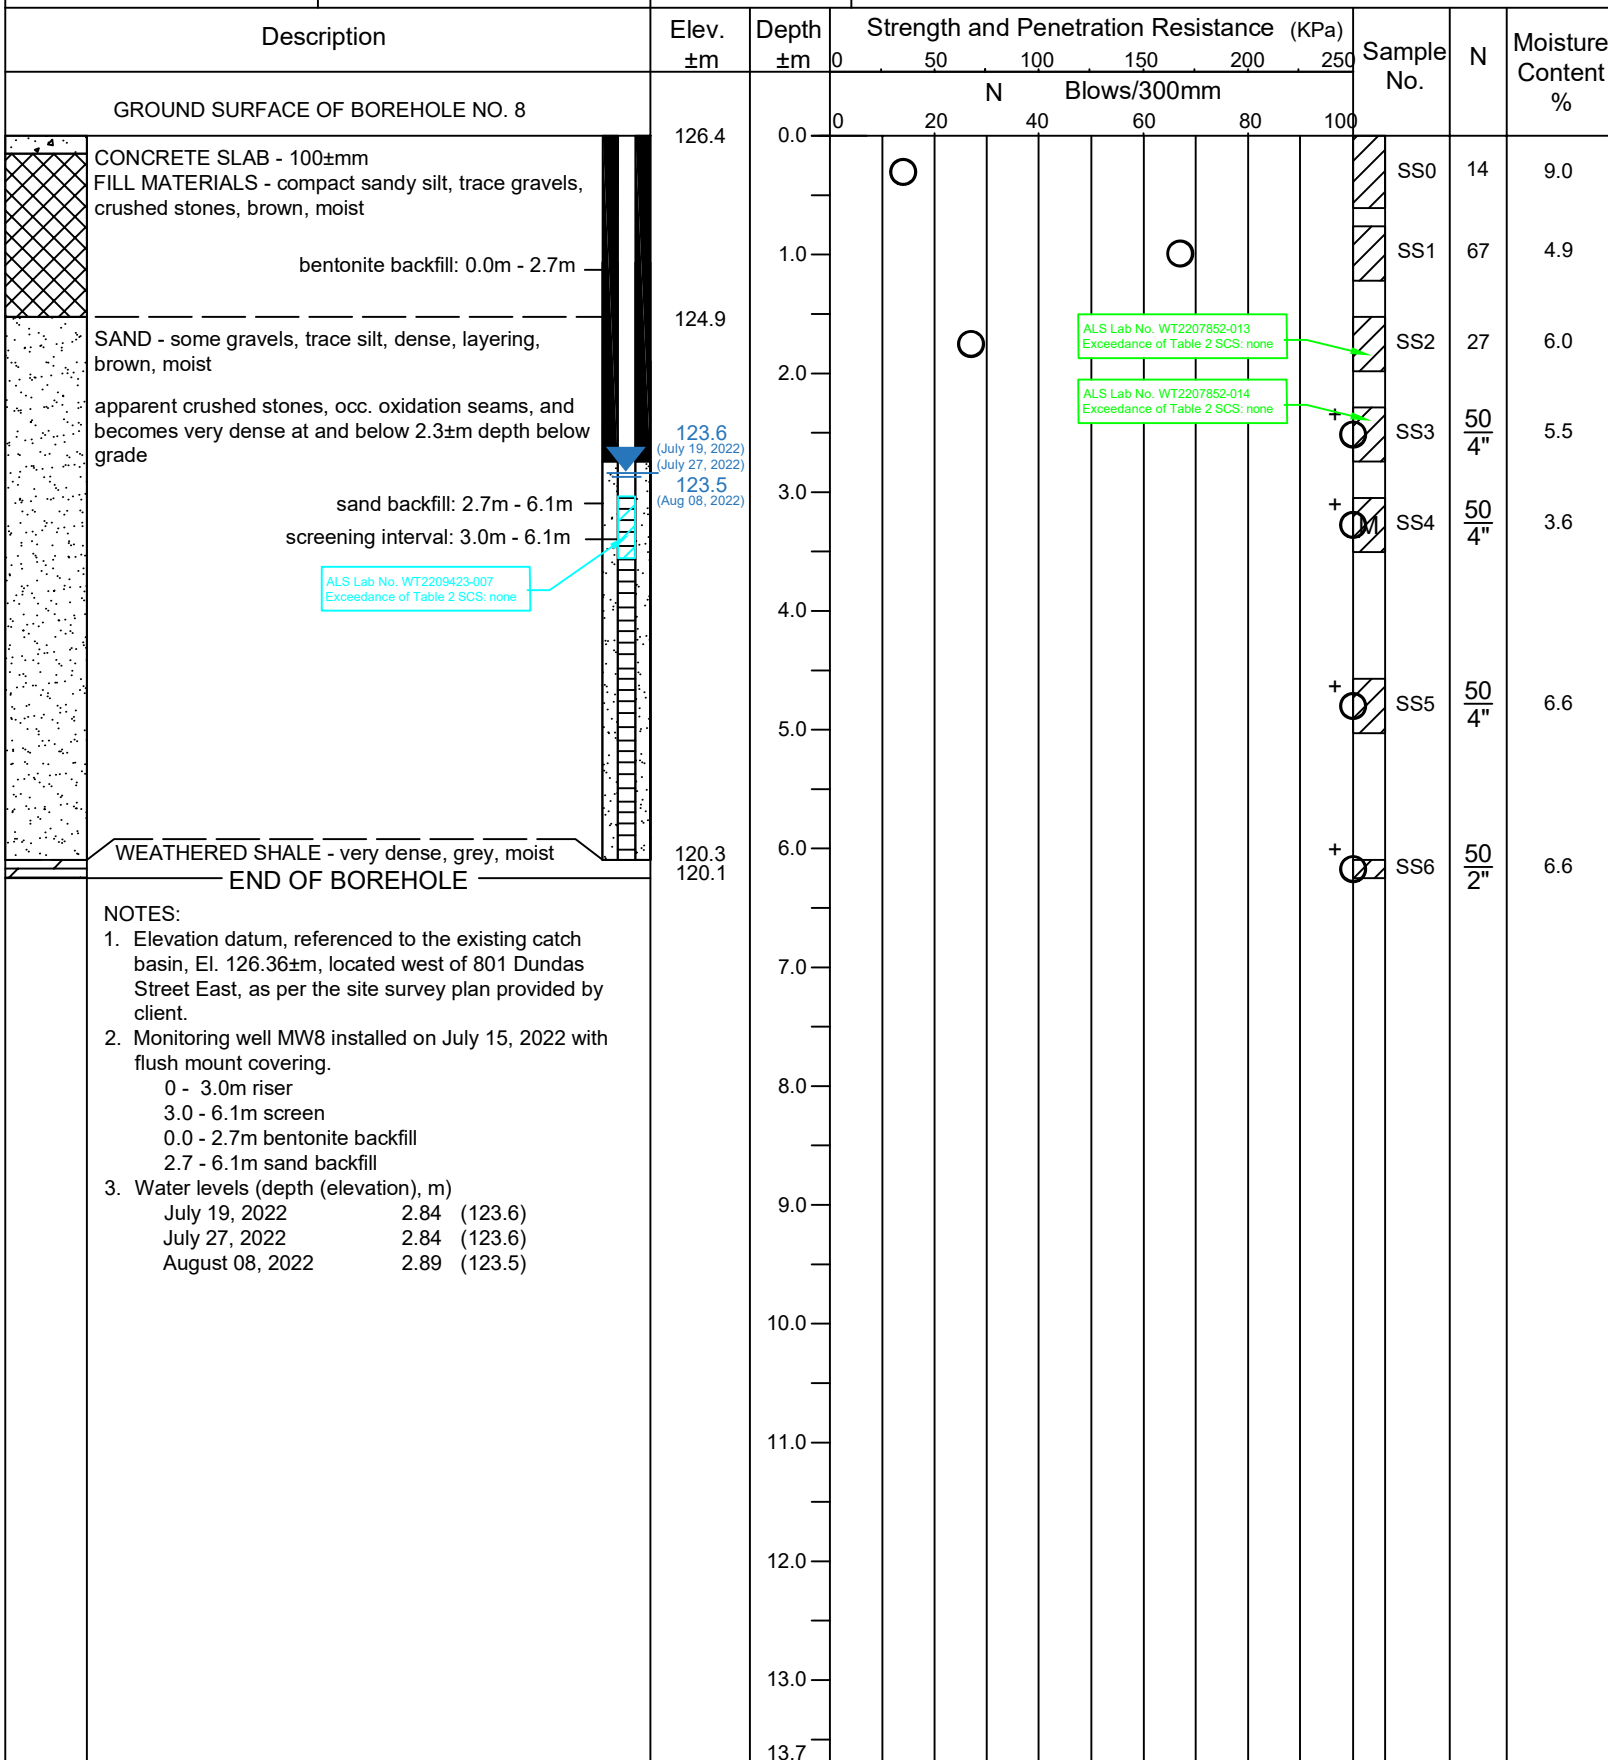 Description
Elev.
±m
Depth
±m
Strength and Penetration Resistance (KPa)
0 50 100 150 200 250
N Blows/300mm
20 40 60 80 100
Sample
No.
N
Moisture
Content
%
GROUND SURFACE OF BOREHOLE NO. 8
126.4
0.0
CONCRETE SLAB - 100±mm
FILL MATERIALS - compact sandy silt, trace gravels,
crushed stones, brown, moist
SS0 14 9.0
bentonite backfill: 0.0m - 2.7m
1.0
SS1 67 4.9
124.9
SAND - some gravels, trace silt, dense, layering,
brown, moist
ALS Lab No. WT2207852-013
Exceedance of Table 2 SCS: none
SS2 27 6.0
2.0
apparent crushed stones, occ. oxidation seams, and
becomes very dense at and below 2.3±m depth below
grade
ALS Lab No. WT2207852-014
Exceedance of Table 2 SCS: none
+
SS3 50
4" 5.5
123.6
(July 19, 2022)
(July 27, 2022)
123.5
(Aug 08, 2022)
3.0
sand backfill: 2.7m - 6.1m
screening interval: 3.0m - 6.1m
+
M
SS4 50
4" 3.6
ALS Lab No. WT2209423-007
Exceedance of Table 2 SCS: none
4.0
+
SS5 50
4" 6.6
5.0
6.0
WEATHERED SHALE - very dense, grey, moist
120.3
120.1
+
SS6 50
2" 6.6
END OF BOREHOLE
NOTES:
1. Elevation datum, referenced to the existing catch
basin, El. 126.36±m, located west of 801 Dundas
Street East, as per the site survey plan provided by
client.
2. Monitoring well MW8 installed on July 15, 2022 with
flush mount covering.
0 - 3.0m riser
3.0 - 6.1m screen
0.0 - 2.7m bentonite backfill
2.7 - 6.1m sand backfill
3. Water levels (depth (elevation), m)
July 19, 2022 2.84 (123.6)
July 27, 2022 2.84 (123.6)
August 08, 2022 2.89 (123.5)
7.0
8.0
9.0
10.0
11.0
12.0
13.0
13.7